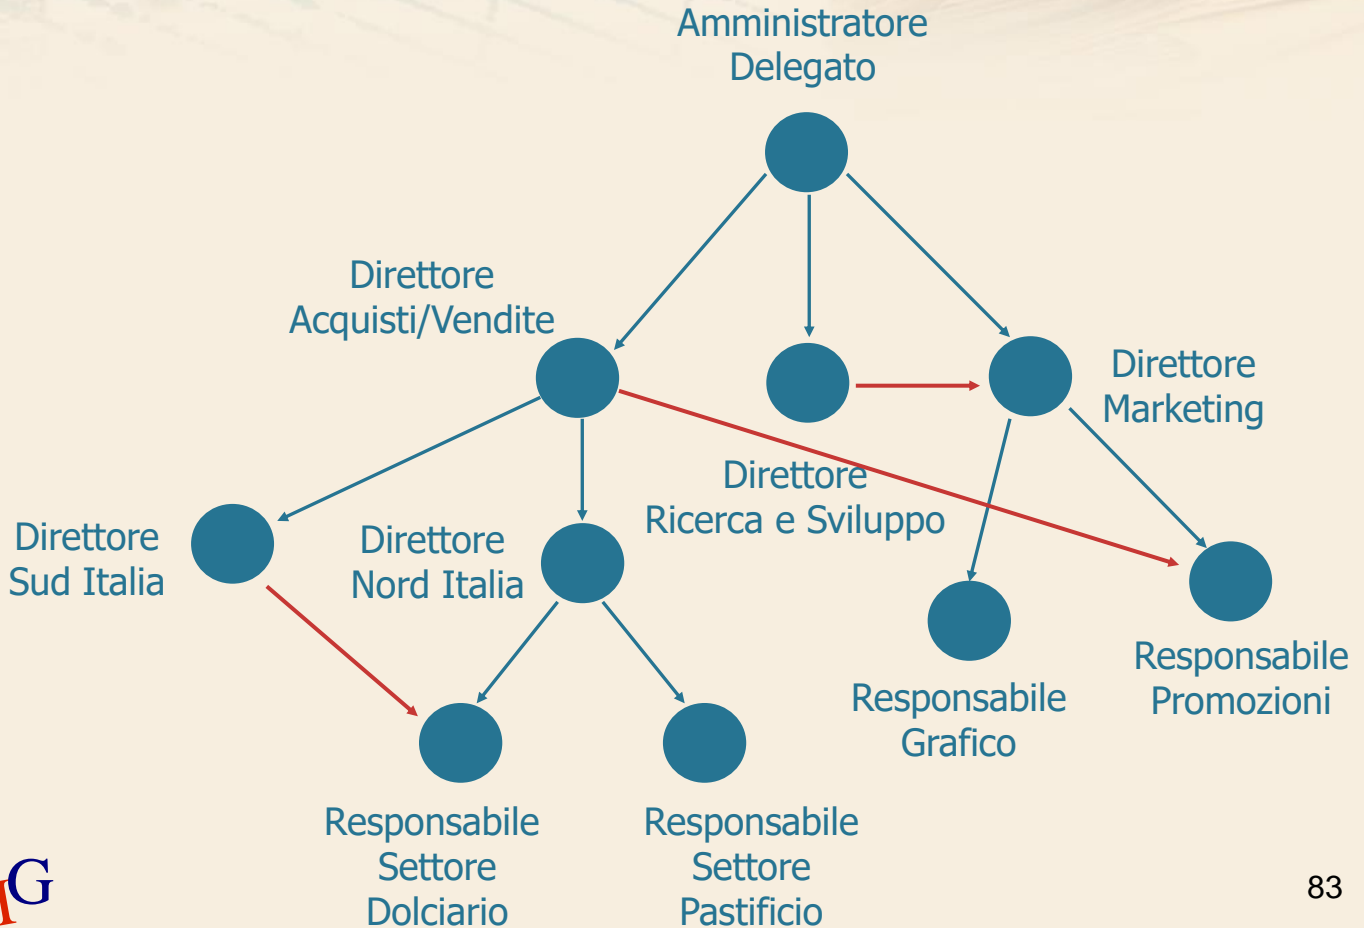 Amministratore
Delegato
Direttore
Acquisti/Vendite
Direttore
Marketing
Direttore
Ricerca e Sviluppo
Direttore
Sud Italia
Direttore
Nord Italia
Responsabile
Promozioni
Responsabile
Grafico
Responsabile
Settore
Dolciario
Responsabile
Settore
Pastificio
IG
83